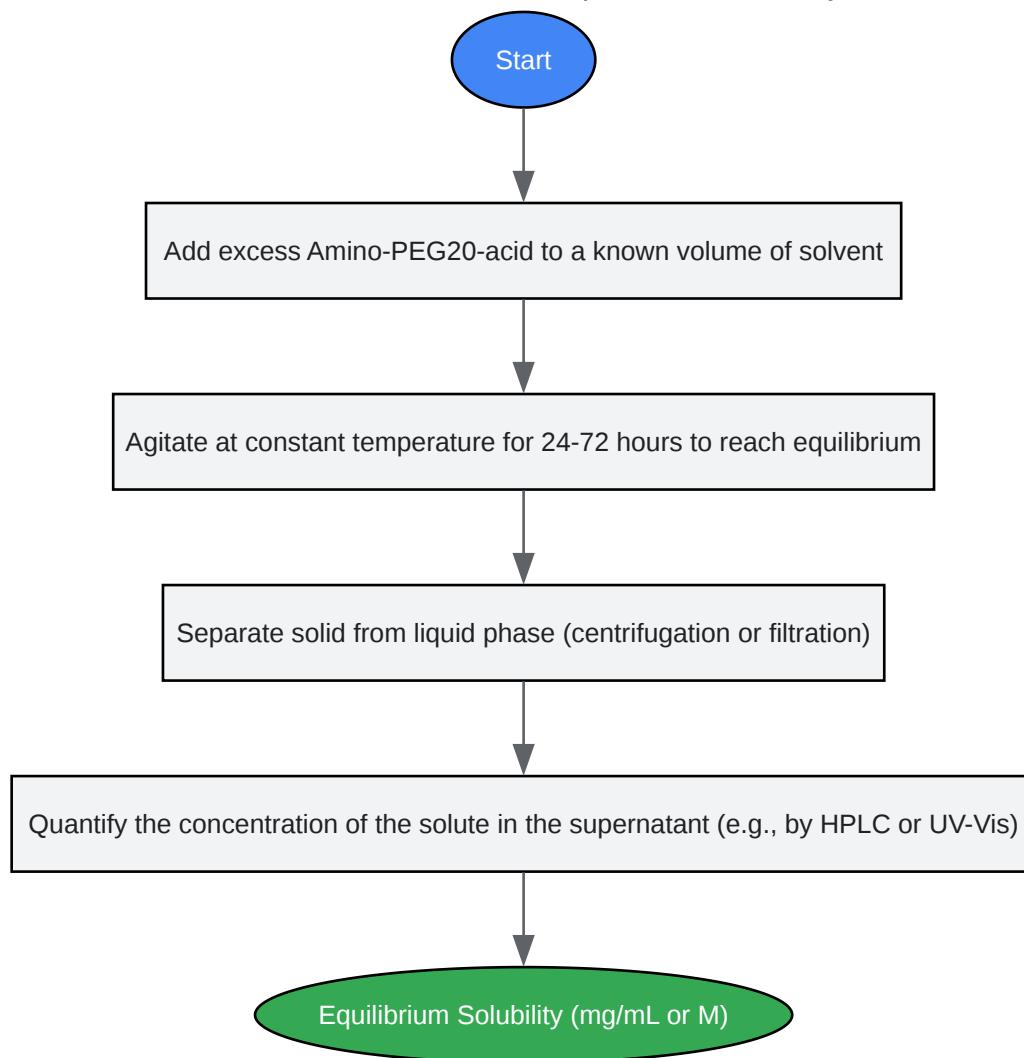 Start
Add excess Amino-PEG20-acid to a known volume of solvent
Agitate at constant temperature for 24-72 hours to reach equilibrium
Separate solid from liquid phase (centrifugation or filtration)
Quantify the concentration of the solute in the supernatant (e.g., by HPLC or UV-Vis)
Equilibrium Solubility (mg/mL or M)